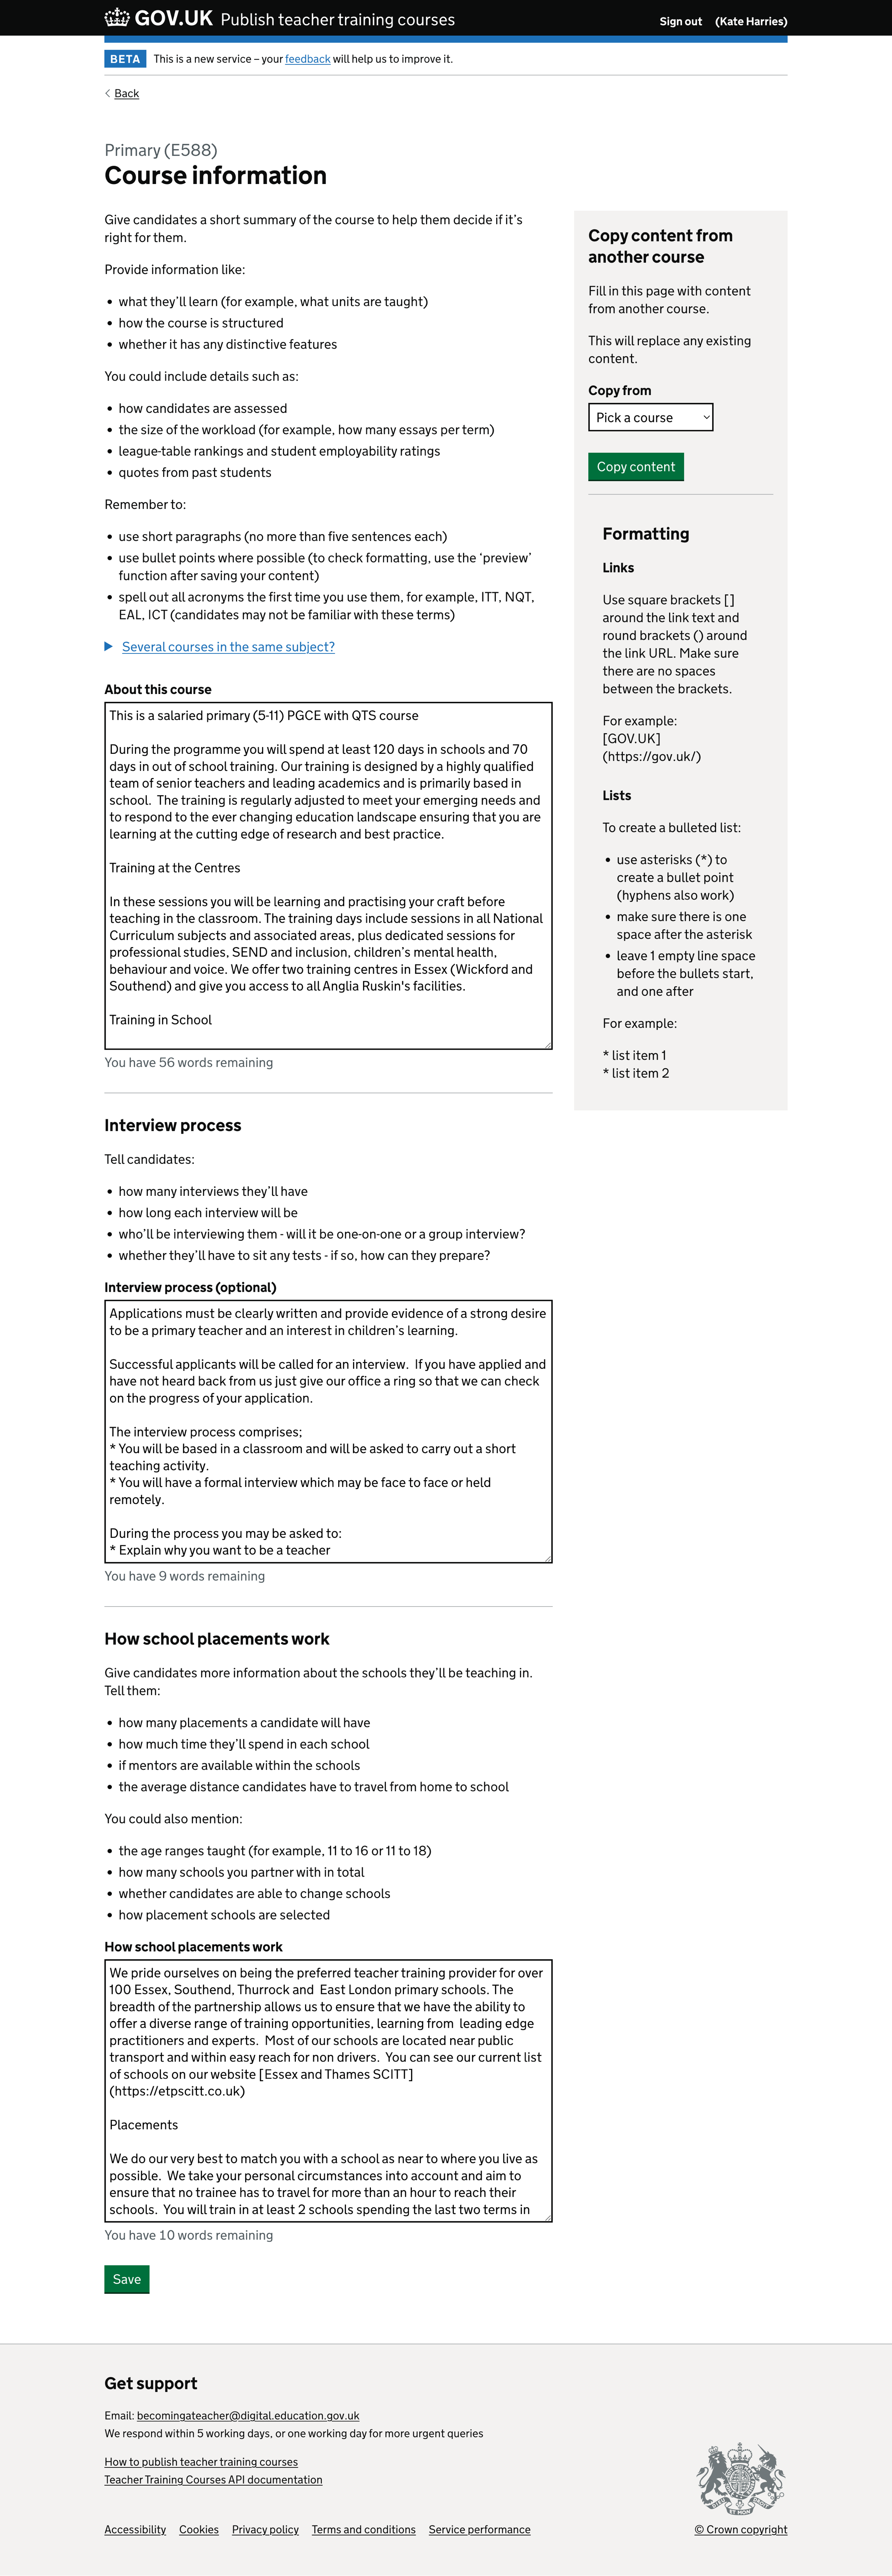 GOV.UK Publish teacher training courses
Sign out (Kate Harries)
BETA This is a new service – your feedback will help us to improve it.
Back
Primary (E588)
Course information
Give candidates a short summary of the course to help them decide if it’s
right for them.
Provide information like:
• what they’ll learn (for example, what units are taught)
• how the course is structured
• whether it has any distinctive features
You could include details such as:
• how candidates are assessed
• the size of the workload (for example, how many essays per term)
• league-table rankings and student employability ratings
• quotes from past students
Remember to:
• use short paragraphs (no more than five sentences each)
• use bullet points where possible (to check formatting, use the ‘preview’
function after saving your content)
• spell out all acronyms the first time you use them, for example, ITT, NQT,
EAL, ICT (candidates may not be familiar with these terms)
Several courses in the same subject?
About this course
This is a salaried primary (5-11) PGCE with QTS course
During the programme you will spend at least 120 days in schools and 70
days in out of school training. Our training is designed by a highly qualified
team of senior teachers and leading academics and is primarily based in
school.  The training is regularly adjusted to meet your emerging needs and
to respond to the ever changing education landscape ensuring that you are
learning at the cutting edge of research and best practice.
Training at the Centres
In these sessions you will be learning and practising your craft before
teaching in the classroom. The training days include sessions in all National
Curriculum subjects and associated areas, plus dedicated sessions for
professional studies, SEND and inclusion, children’s mental health,
behaviour and voice. We offer two training centres in Essex (Wickford and
Southend) and give you access to all Anglia Ruskin's facilities.
Training in School
You have 56 words remaining
Interview process
Tell candidates:
• how many interviews they’ll have
• how long each interview will be
• who’ll be interviewing them - will it be one-on-one or a group interview?
• whether they’ll have to sit any tests - if so, how can they prepare?
Interview process (optional)
Applications must be clearly written and provide evidence of a strong desire
to be a primary teacher and an interest in children’s learning.
Successful applicants will be called for an interview.  If you have applied and
have not heard back from us just give our office a ring so that we can check
on the progress of your application.
The interview process comprises;
* You will be based in a classroom and will be asked to carry out a short
teaching activity.
* You will have a formal interview which may be face to face or held
remotely.
During the process you may be asked to:
* Explain why you want to be a teacher
You have 9 words remaining
How school placements work
Give candidates more information about the schools they’ll be teaching in.
Tell them:
• how many placements a candidate will have
• how much time they’ll spend in each school
• if mentors are available within the schools
• the average distance candidates have to travel from home to school
You could also mention:
• the age ranges taught (for example, 11 to 16 or 11 to 18)
• how many schools you partner with in total
• whether candidates are able to change schools
• how placement schools are selected
How school placements work
We pride ourselves on being the preferred teacher training provider for over
100 Essex, Southend, Thurrock and  East London primary schools. The
breadth of the partnership allows us to ensure that we have the ability to
offer a diverse range of training opportunities, learning from  leading edge
practitioners and experts.  Most of our schools are located near public
transport and within easy reach for non drivers.  You can see our current list
of schools on our website [Essex and Thames SCITT]
(https://etpscitt.co.uk)
Placements
We do our very best to match you with a school as near to where you live as
possible.  We take your personal circumstances into account and aim to
ensure that no trainee has to travel for more than an hour to reach their
schools.  You will train in at least 2 schools spending the last two terms in
You have 10 words remaining
Save
Copy content from
another course
Fill in this page with content
from another course.
This will replace any existing
content.
Copy from
Pick a course
Copy content
Formatting
Links
Use square brackets []
around the link text and
round brackets () around
the link URL. Make sure
there are no spaces
between the brackets.
For example:
[GOV.UK]
(https://gov.uk/)
Lists
To create a bulleted list:
• use asterisks (*) to
create a bullet point
(hyphens also work)
• make sure there is one
space after the asterisk
• leave 1 empty line space
before the bullets start,
and one after
For example:
* list item 1
* list item 2
Get support
Email: becomingateacher@digital.education.gov.uk
We respond within 5 working days, or one working day for more urgent queries
How to publish teacher training courses
Teacher Training Courses API documentation
Accessibility Cookies Privacy policy Terms and conditions Service performance
© Crown copyright